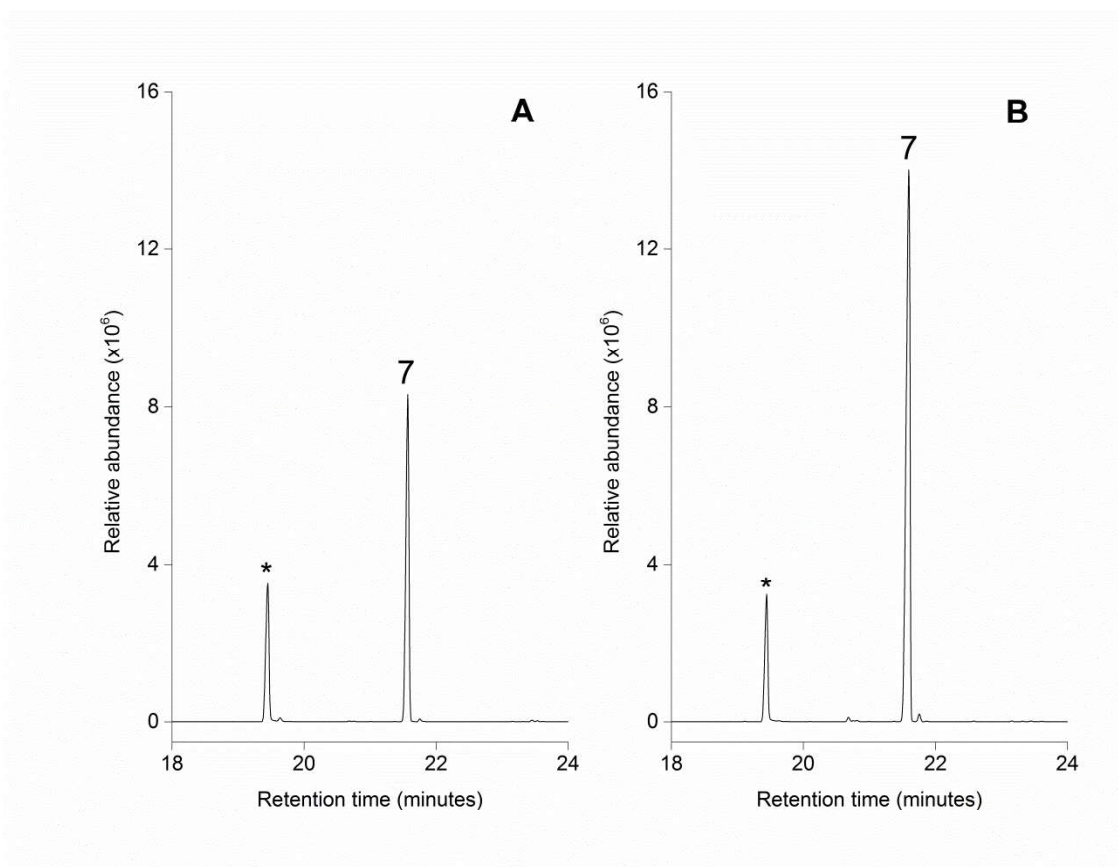 A
16
12
8
4
0
Relative abundance (x10⁶)
7
*
18 20 22 24
Retention time (minutes)
B
16
12
8
4
0
Relative abundance (x10⁶)
7
*
18 20 22 24
Retention time (minutes)